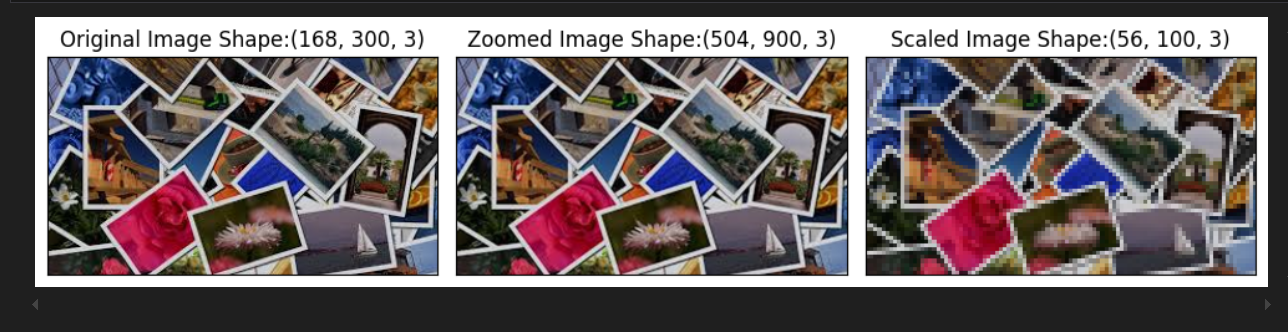 Original Image Shape:(168, 300, 3)
Zoomed Image Shape:(504, 900, 3)
Scaled Image Shape:(56, 100, 3)